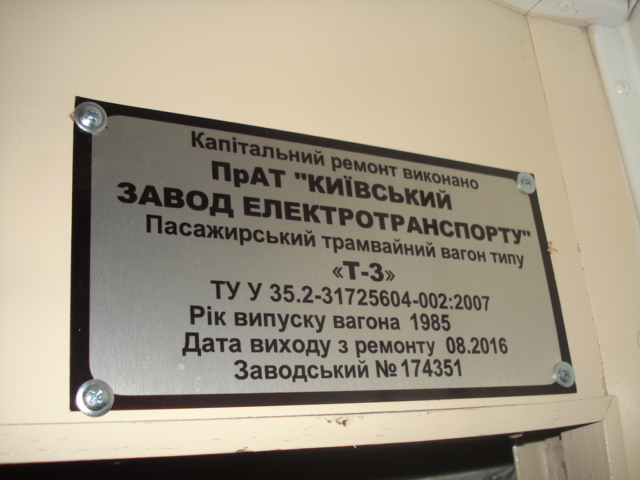 Капітальний ремонт виконано
ПрАТ "КИЇВСЬКИЙ
ЗАВОД ЕЛЕКТРОТРАНСПОРТУ"
Пасажирський трамвайний вагон типу
«Т-3»
ТУ У 35.2-31725604-002:2007
Рік випуску вагона 1985
Дата виходу з ремонту 08.2016
Заводський № 174351